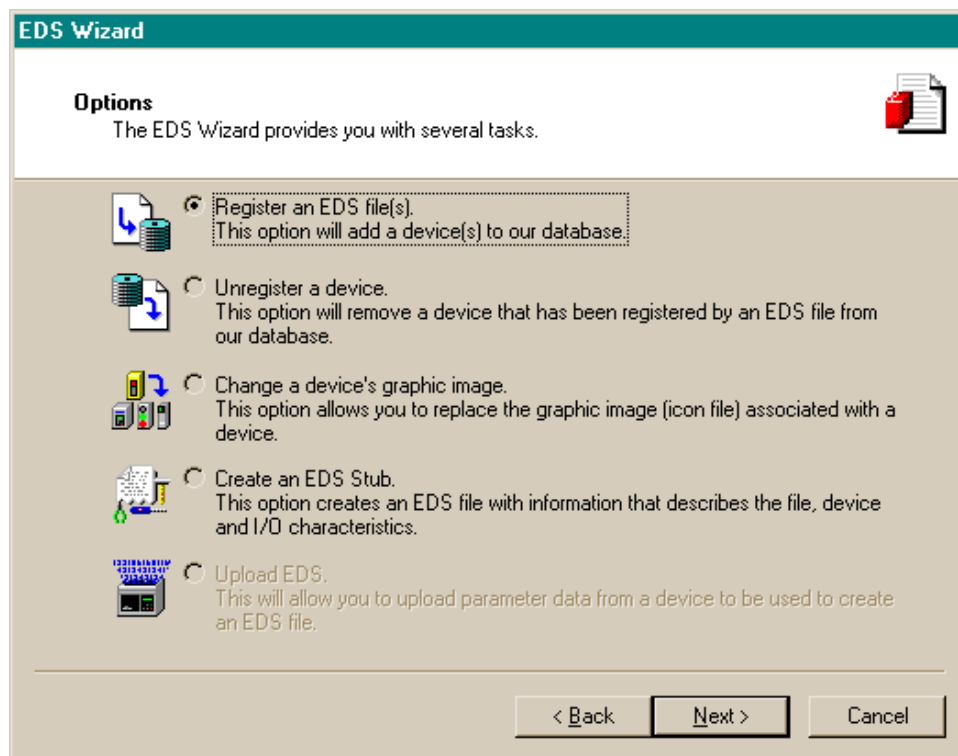 EDS Wizard
Options
The EDS Wizard provides you with several tasks.
Register an EDS file(s).
This option will add a device(s) to our database.
Unregister a device.
This option will remove a device that has been registered by an EDS file from
our database.
Change a device's graphic image.
This option allows you to replace the graphic image (icon file) associated with a
device.
Create an EDS Stub.
This option creates an EDS file with information that describes the file, device
and I/O characteristics.
Upload EDS.
This will allow you to upload parameter data from a device to be used to create
an EDS file.
< Back
Next >
Cancel